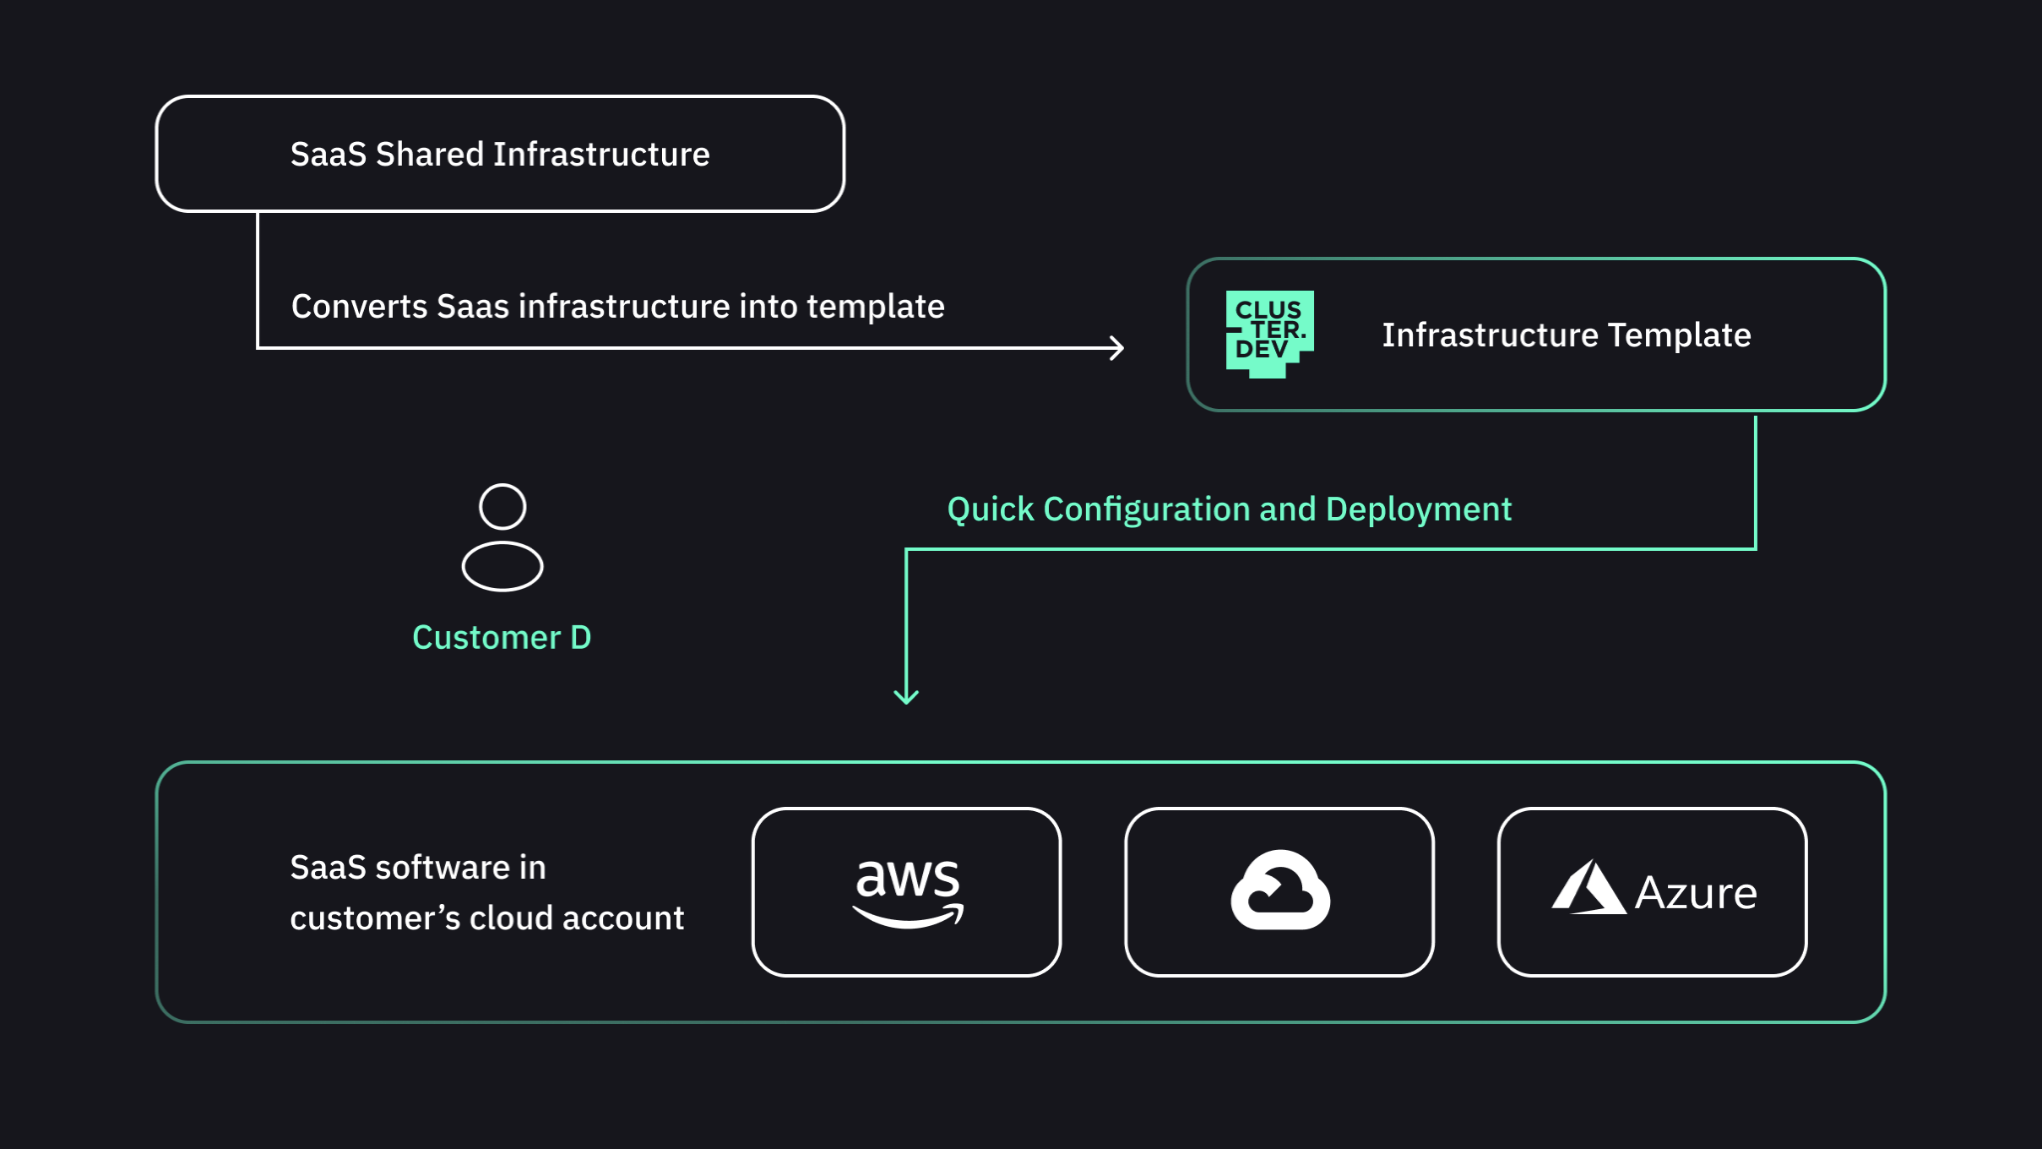 SaaS Shared Infrastructure
Converts Saas infrastructure into template
CLUS
-TER.
DEV
Infrastructure Template
Quick Configuration and Deployment
Customer D
SaaS software in
customer’s cloud account
aws
Azure